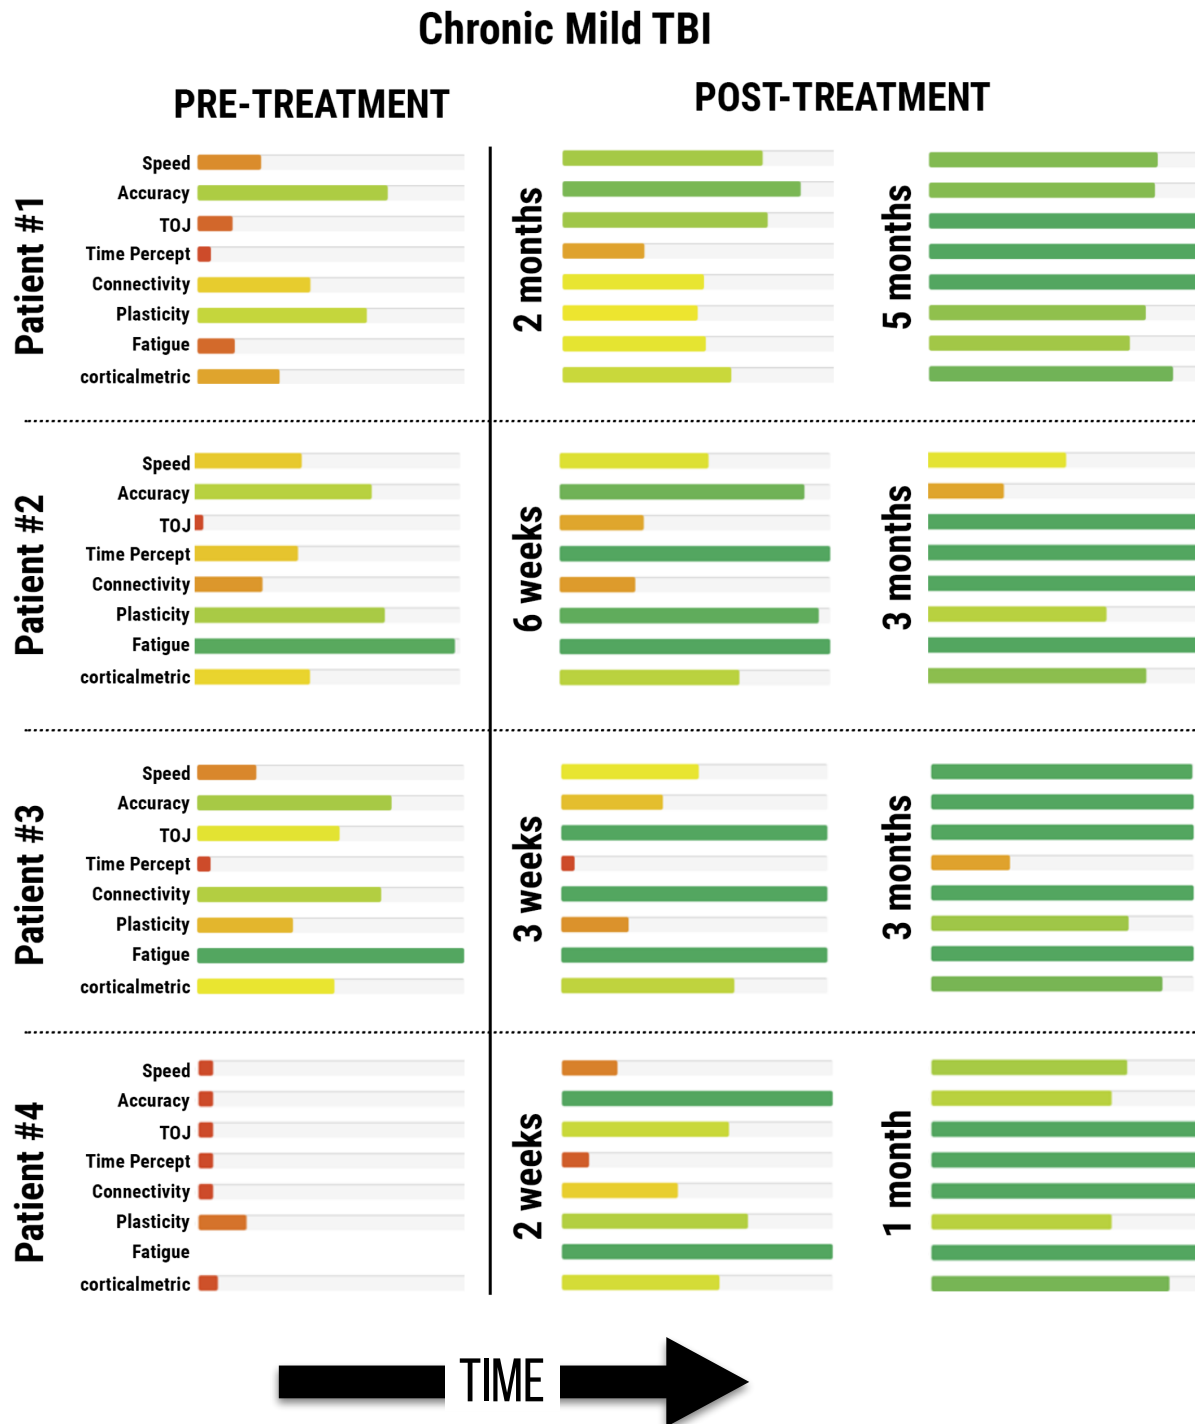 Chronic Mild TBI
PRE-TREATMENT
POST-TREATMENT
Patient #1
Speed
Accuracy
TOJ
Time Percept
Connectivity
Plasticity
Fatigue
corticalmetric
2 months
5 months
Patient #2
Speed
Accuracy
TOJ
Time Percept
Connectivity
Plasticity
Fatigue
corticalmetric
6 weeks
3 months
Patient #3
Speed
Accuracy
TOJ
Time Percept
Connectivity
Plasticity
Fatigue
corticalmetric
3 weeks
3 months
Patient #4
Speed
Accuracy
TOJ
Time Percept
Connectivity
Plasticity
Fatigue
corticalmetric
2 weeks
1 month
TIME